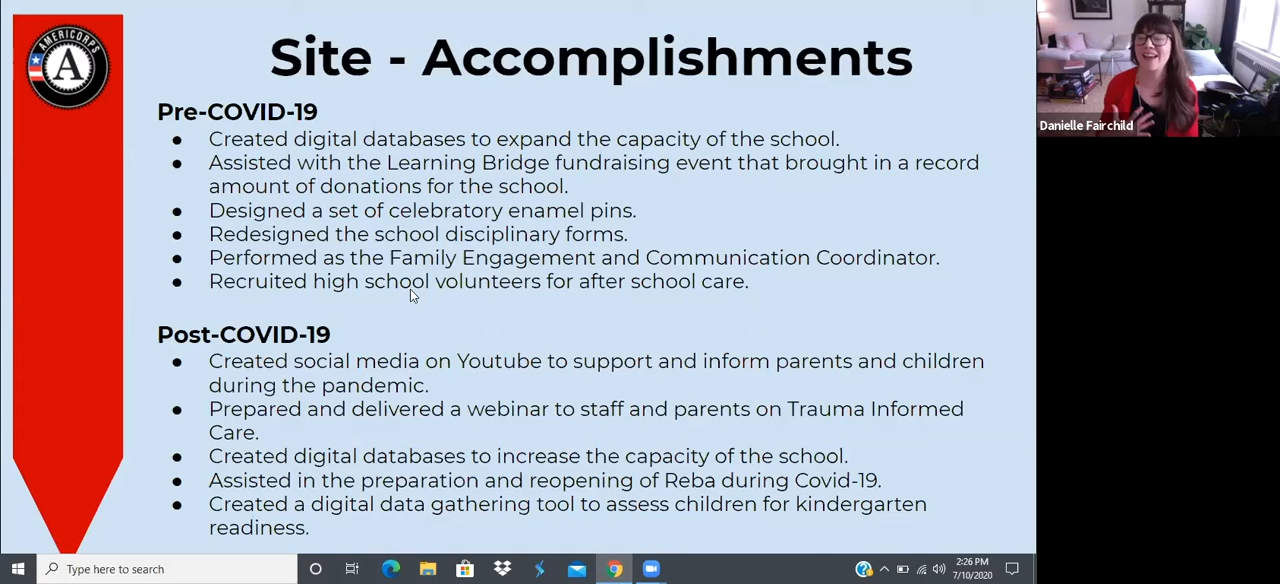 AMERICORPS
A
Site - Accomplishments
Danielle Fairchild
Pre-COVID-19
● Created digital databases to expand the capacity of the school.
● Assisted with the Learning Bridge fundraising event that brought in a record
amount of donations for the school.
● Designed a set of celebratory enamel pins.
● Redesigned the school disciplinary forms.
● Performed as the Family Engagement and Communication Coordinator.
● Recruited high school volunteers for after school care.
Post-COVID-19
● Created social media on Youtube to support and inform parents and children
during the pandemic.
● Prepared and delivered a webinar to staff and parents on Trauma Informed
Care.
● Created digital databases to increase the capacity of the school.
● Assisted in the preparation and reopening of Reba during Covid-19.
● Created a digital data gathering tool to assess children for kindergarten
readiness.
Type here to search
2:26 PM
7/10/2020